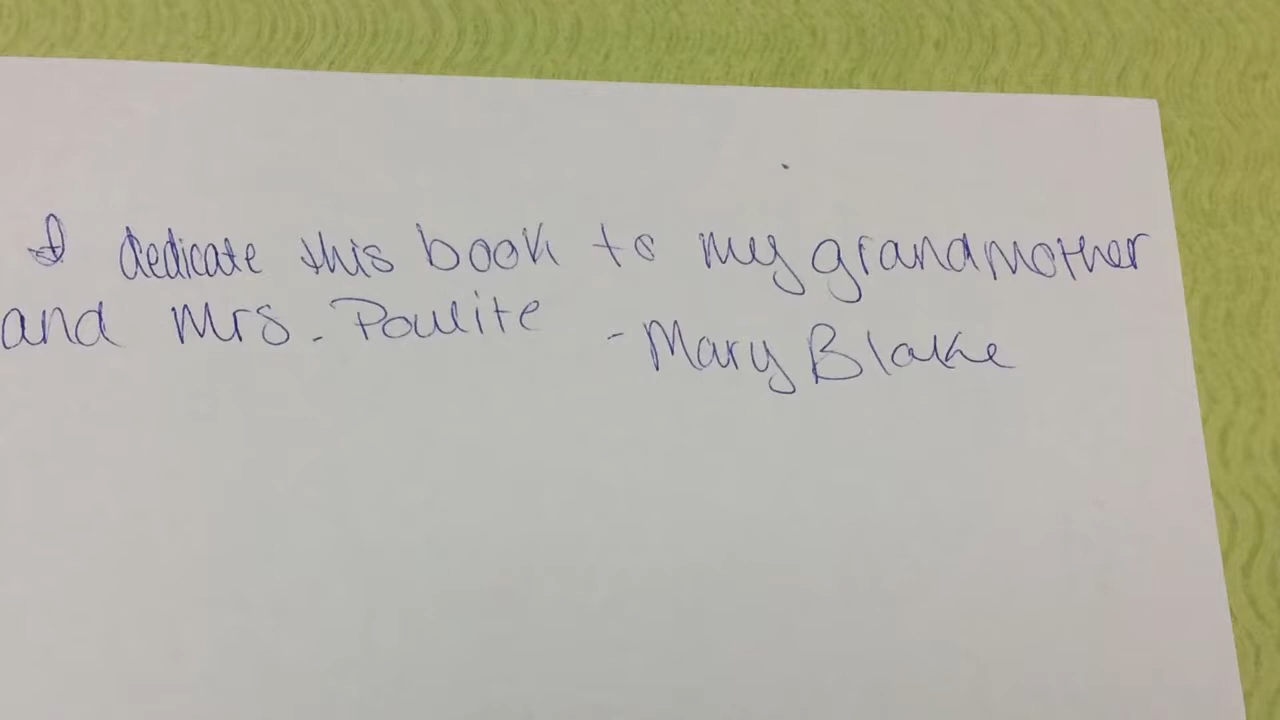 I dedicate this book to my grandmother
and Mrs. Poulite - Mary Blake